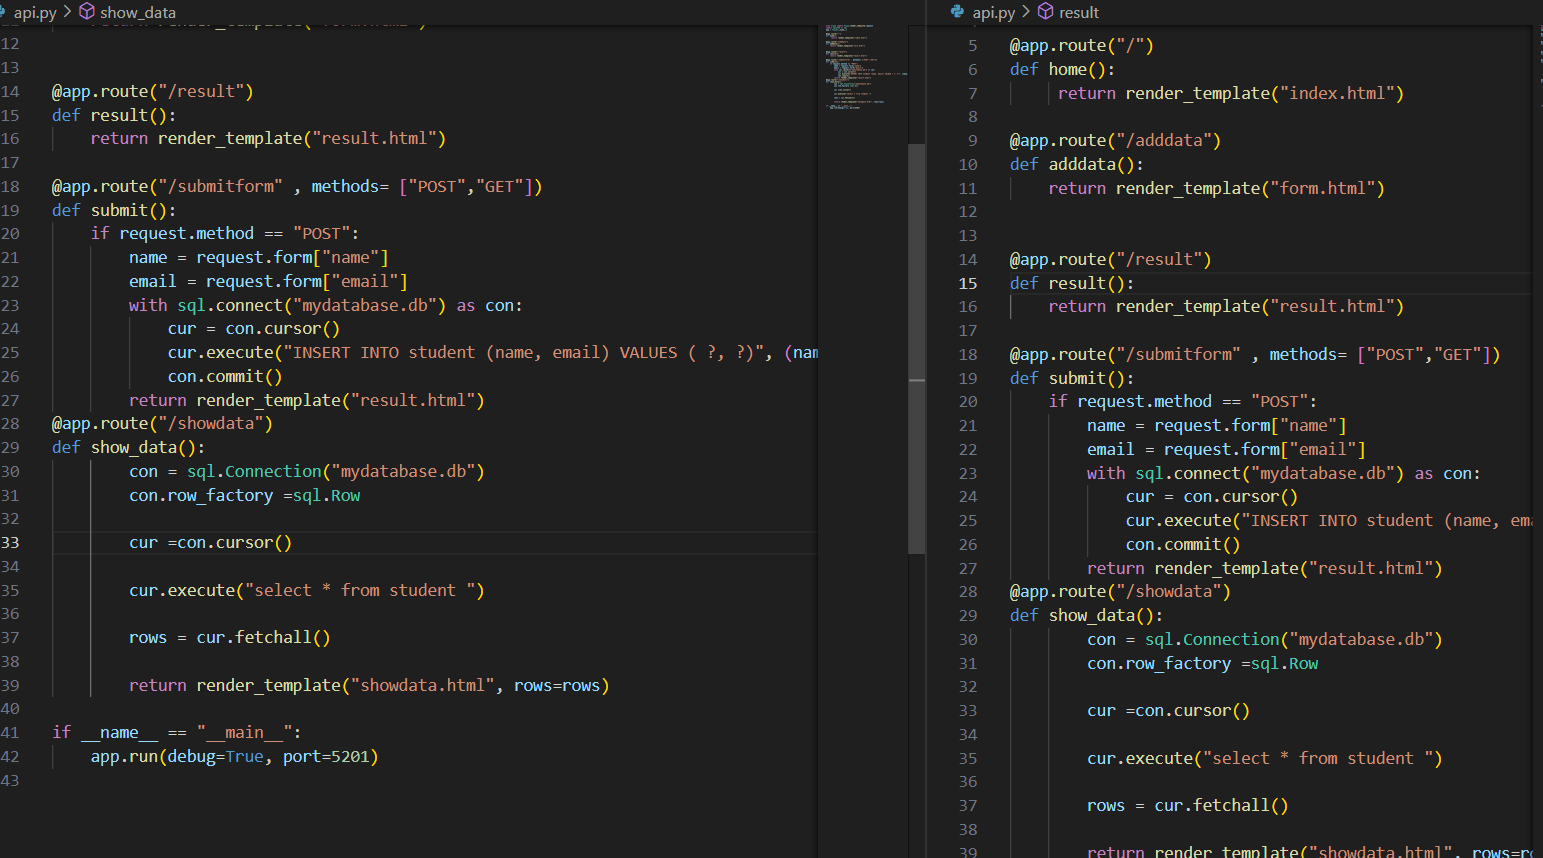 api.py > show_data
12
13
14 @app.route("/result")
15 def result():
16 return render_template("result.html")
17
18 @app.route("/submitform" , methods= ["POST","GET"])
19 def submit():
20 if request.method == "POST":
21 name = request.form["name"]
22 email = request.form["email"]
23 with sql.connect("mydatabase.db") as con:
24 cur = con.cursor()
25 cur.execute("INSERT INTO student (name, email) VALUES ( ?, ?)", (nam
26 con.commit()
27 return render_template("result.html")
28 @app.route("/showdata")
29 def show_data():
30 con = sql.Connection("mydatabase.db")
31 con.row_factory =sql.Row
32
33 cur =con.cursor()
34
35 cur.execute("select * from student ")
36
37 rows = cur.fetchall()
38
39 return render_template("showdata.html", rows=rows)
40
41 if __name__ == "__main__":
42 app.run(debug=True, port=5201)
43
api.py > result
5 @app.route("/")
6 def home():
7 return render_template("index.html")
8
9 @app.route("/adddata")
10 def adddata():
11 return render_template("form.html")
12
13
14 @app.route("/result")
15 def result():
16 return render_template("result.html")
17
18 @app.route("/submitform" , methods= ["POST","GET"])
19 def submit():
20 if request.method == "POST":
21 name = request.form["name"]
22 email = request.form["email"]
23 with sql.connect("mydatabase.db") as con:
24 cur = con.cursor()
25 cur.execute("INSERT INTO student (name, ema
26 con.commit()
27 return render_template("result.html")
28 @app.route("/showdata")
29 def show_data():
30 con = sql.Connection("mydatabase.db")
31 con.row_factory =sql.Row
32
33 cur =con.cursor()
34
35 cur.execute("select * from student ")
36
37 rows = cur.fetchall()
38
39 return render_template("showdata.html", rows=ro